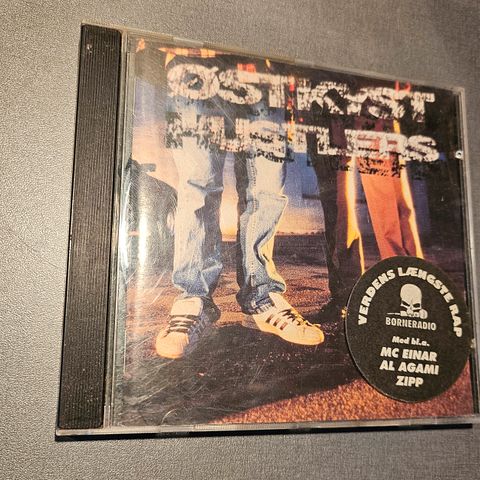 ØSTKYST
HUSTLERS
VERDENS LÆNGSTE RAP
BORNERADIO
Med bl.a.
MC EINAR
AL AGAMI
ZIPP